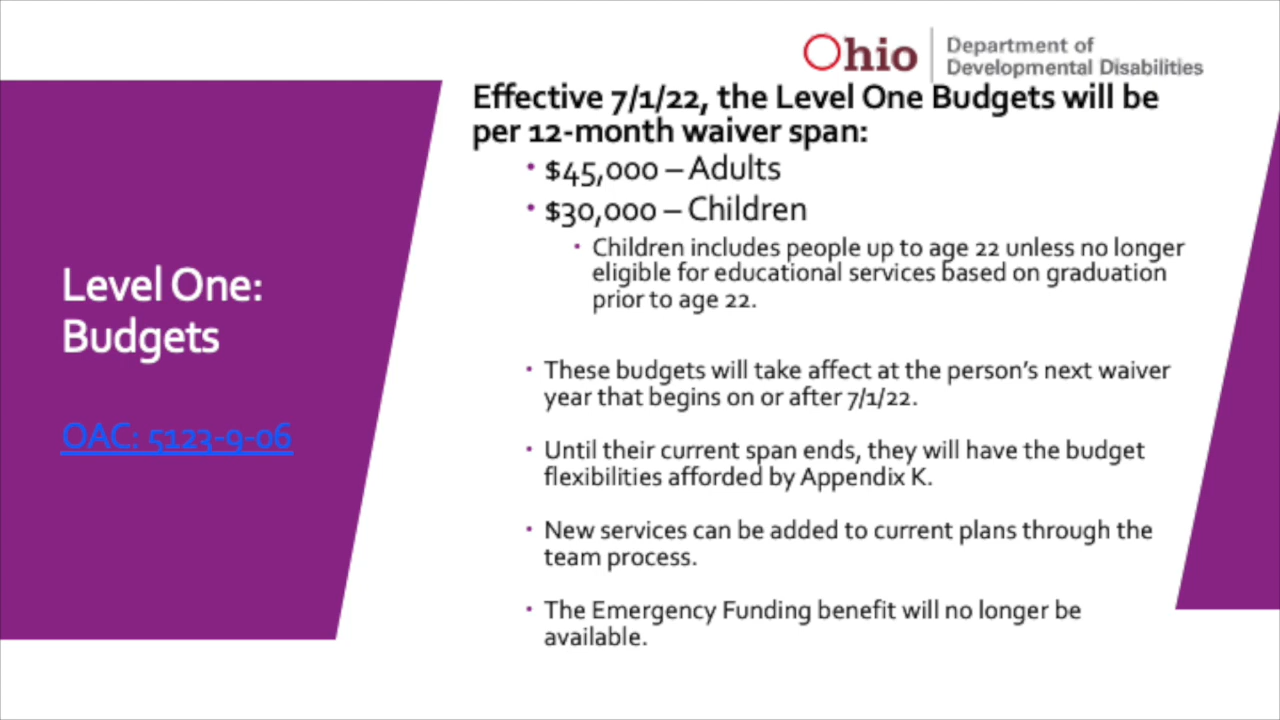 Ohio
Department of
Developmental Disabilities
Effective 7/1/22, the Level One Budgets will be
per 12-month waiver span:
• $45,000 – Adults
• $30,000 – Children
• Children includes people up to age 22 unless no longer
eligible for educational services based on graduation
prior to age 22.
Level One:
Budgets
OAC: 5123-9-06
• These budgets will take affect at the person's next waiver
year that begins on or after 7/1/22.
• Until their current span ends, they will have the budget
flexibilities afforded by Appendix K.
• New services can be added to current plans through the
team process.
• The Emergency Funding benefit will no longer be
available.